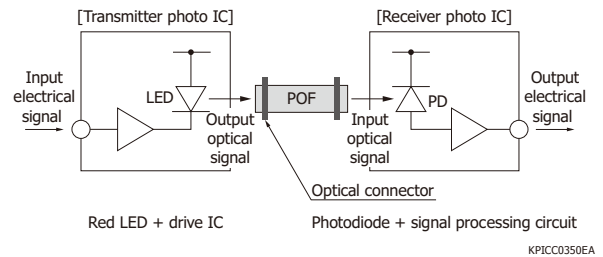 [Transmitter photo IC]
[Receiver photo IC]
Input
electrical
signal
LED
Output
optical
signal
POF
Input
optical
signal
PD
Output
electrical
signal
Optical connector
Red LED + drive IC
Photodiode + signal processing circuit
KPICC0350EA